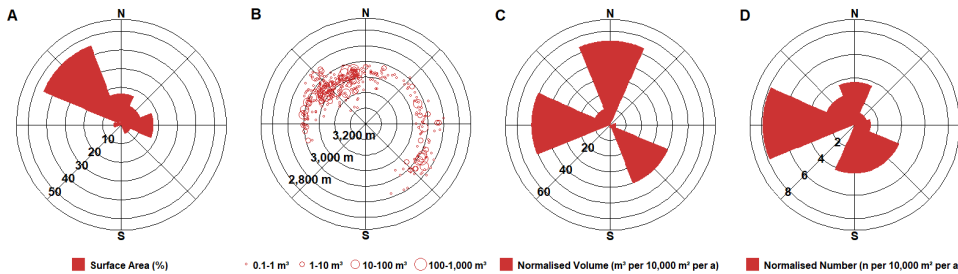 A
N
10
20
30
40
50
S
Surface Area (%)
B
N
3,200 m
3,000 m
2,800 m
S
0.1-1 m³ 1-10 m³ 10-100 m³ 100-1,000 m³
C
N
20
40
60
S
Normalised Volume (m³ per 10,000 m² per a)
D
N
2
4
6
8
S
Normalised Number (n per 10,000 m² per a)